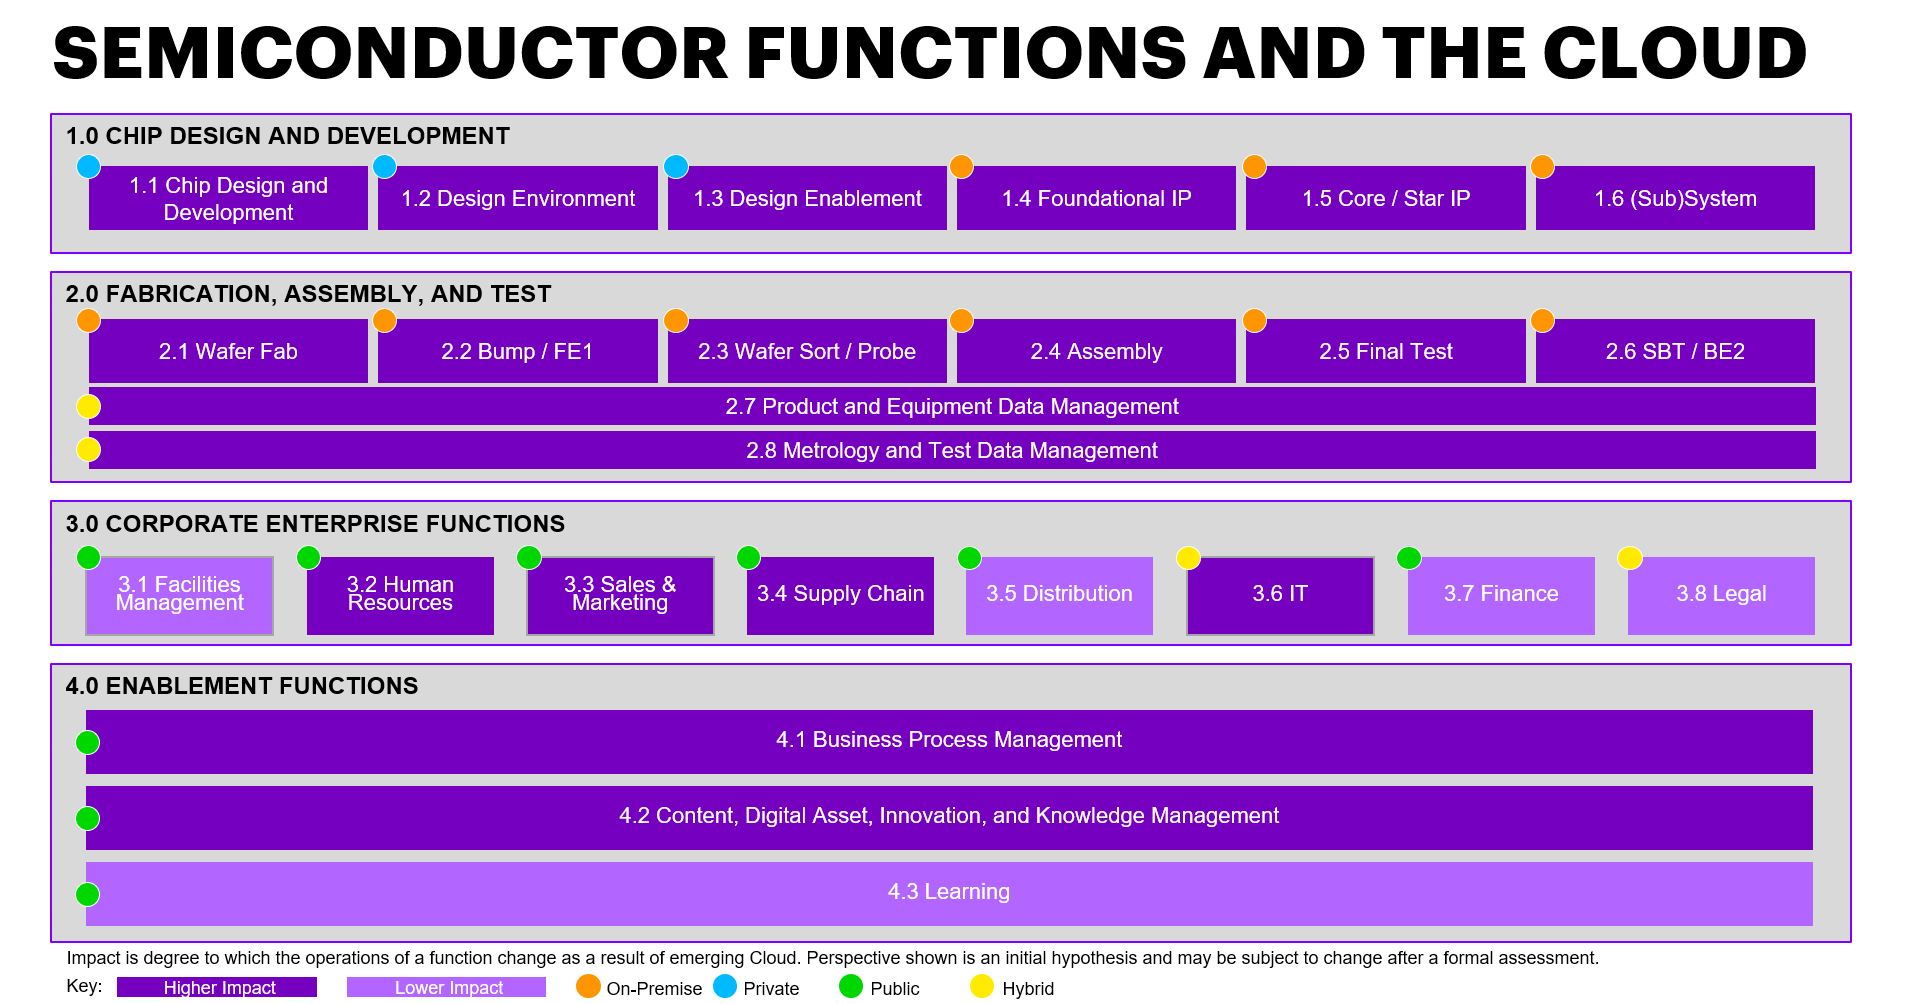 SEMICONDUCTOR FUNCTIONS AND THE CLOUD
1.0 CHIP DESIGN AND DEVELOPMENT
1.1 Chip Design and
Development
1.2 Design Environment
1.3 Design Enablement
1.4 Foundational IP
1.5 Core / Star IP
1.6 (Sub)System
2.0 FABRICATION, ASSEMBLY, AND TEST
2.1 Wafer Fab
2.2 Bump / FE1
2.3 Wafer Sort / Probe
2.4 Assembly
2.5 Final Test
2.6 SBT / BE2
2.7 Product and Equipment Data Management
2.8 Metrology and Test Data Management
3.0 CORPORATE ENTERPRISE FUNCTIONS
3.1 Facilities
Management
3.2 Human
Resources
3.3 Sales &
Marketing
3.4 Supply Chain
3.5 Distribution
3.6 IT
3.7 Finance
3.8 Legal
4.0 ENABLEMENT FUNCTIONS
4.1 Business Process Management
4.2 Content, Digital Asset, Innovation, and Knowledge Management
4.3 Learning
Impact is degree to which the operations of a function change as a result of emerging Cloud. Perspective shown is an initial hypothesis and may be subject to change after a formal assessment.
Key:
Higher Impact
Lower Impact
On-Premise
Private
Public
Hybrid